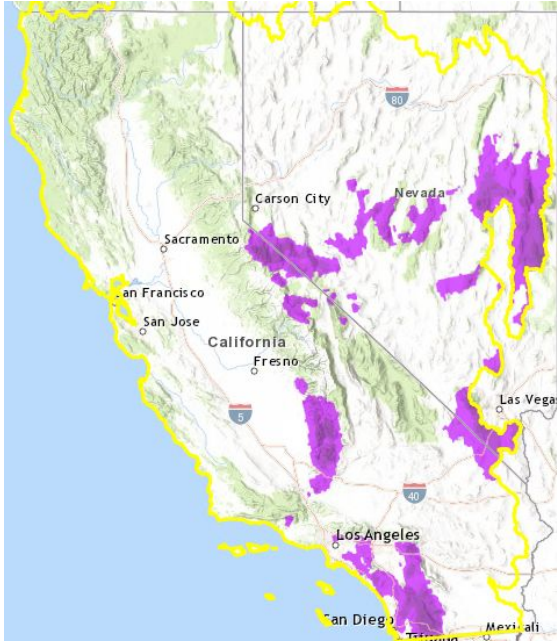 80
Nevada
Carson City
Sacramento
San Francisco
San Jose
California
Fresno
Las Vegas
5
40
Los Angeles
San Diego
Mexicali